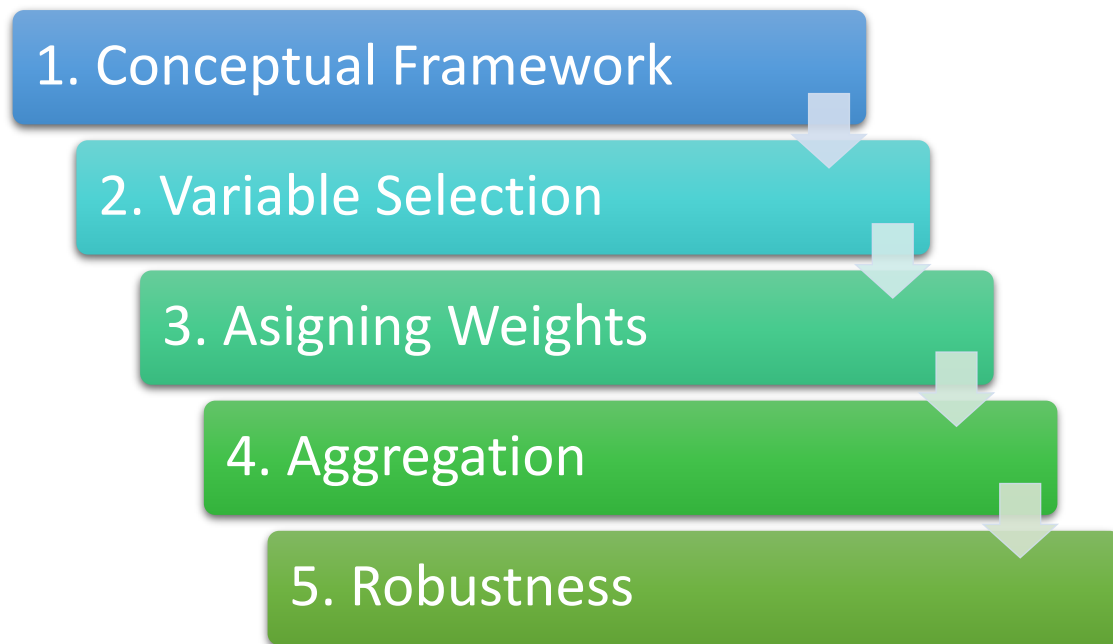 1. Conceptual Framework
2. Variable Selection
3. Asigning Weights
4. Aggregation
5. Robustness